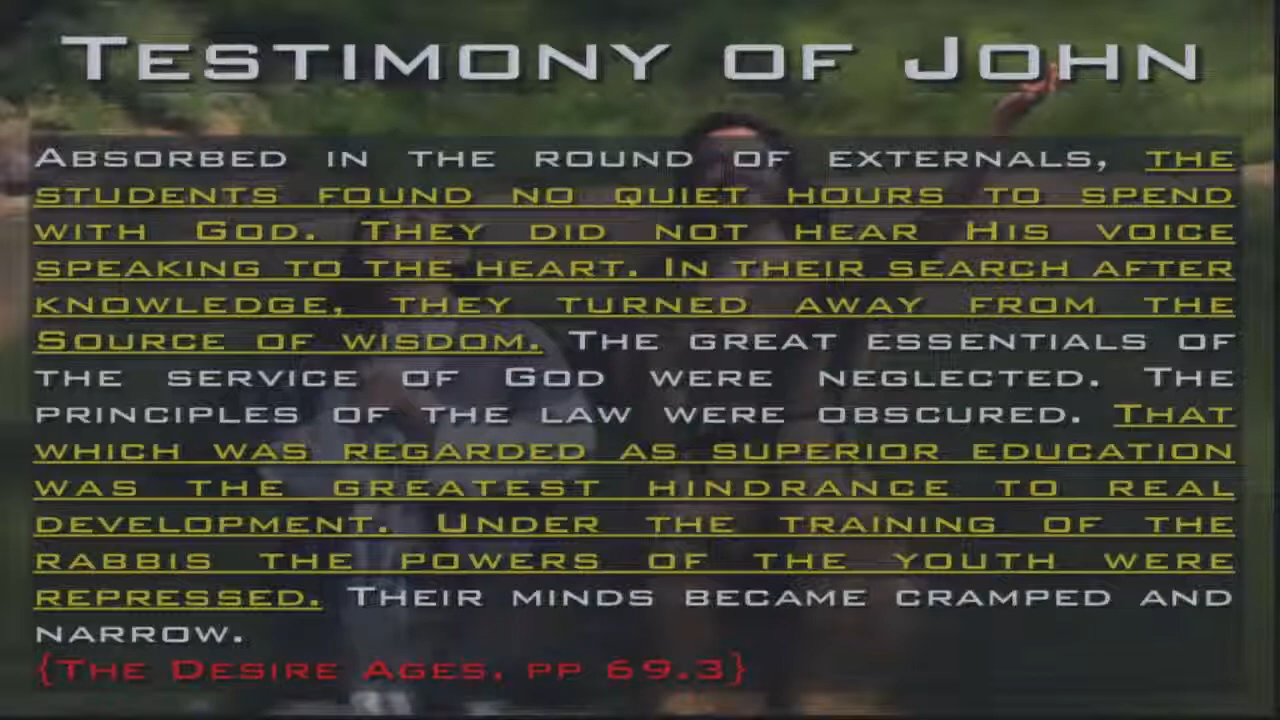 Testimony of John
Absorbed in the round of externals, the
students found no quiet hours to spend
with God. They did not hear His voice
speaking to the heart. In their search after
knowledge, they turned away from the
Source of wisdom. The great essentials of
the service of God were neglected. The
principles of the law were obscured. That
which was regarded as superior education
was the greatest hindrance to real
development. Under the training of the
rabbis the powers of the youth were
repressed. Their minds became cramped and
narrow.
{The Desire Ages, pp 69.3}